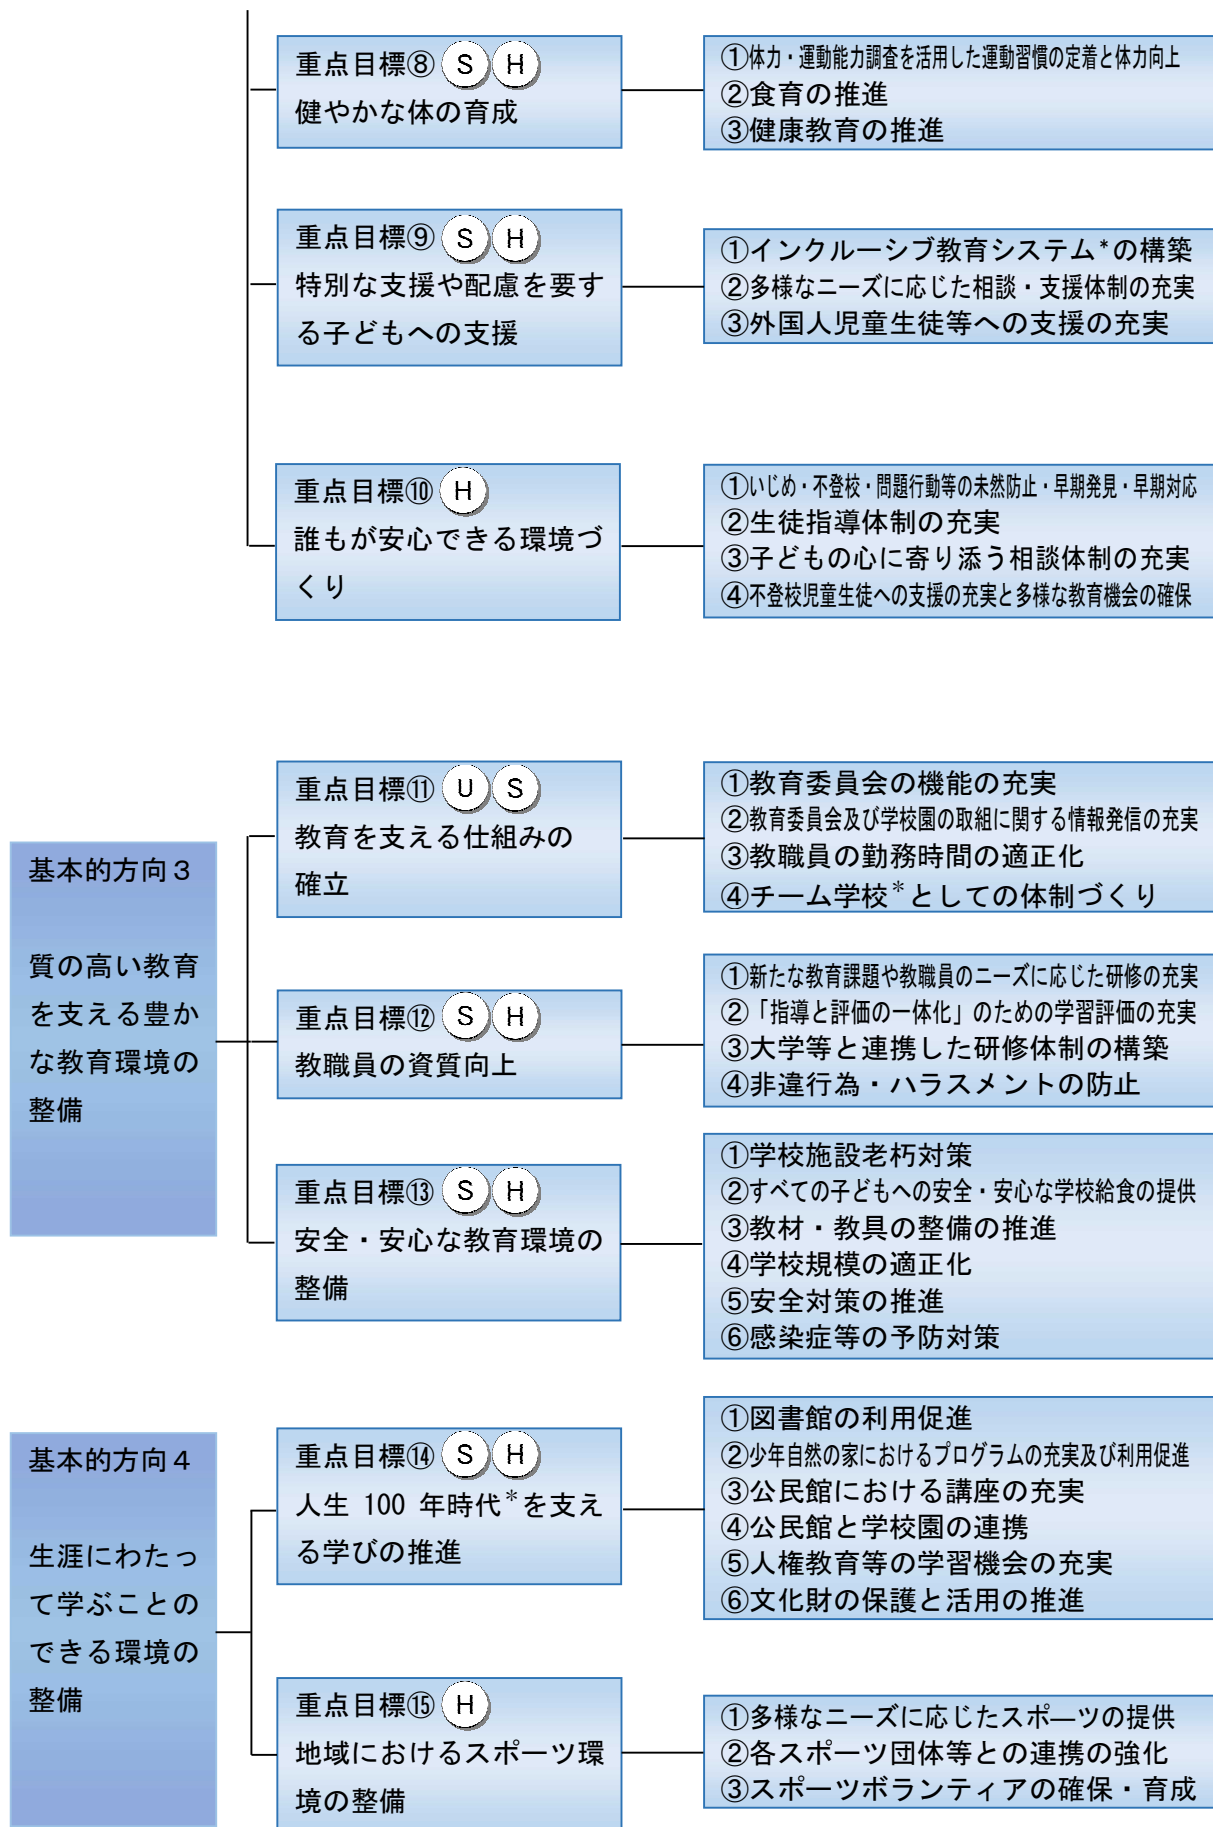 重点目標⑧ S H
健やかな体の育成
①体力・運動能力調査を活用した運動習慣の定着と体力向上
②食育の推進
③健康教育の推進
重点目標⑨ S H
特別な支援や配慮を要す
る子どもへの支援
①インクルーシブ教育システム*の構築
②多様なニーズに応じた相談・支援体制の充実
③外国人児童生徒等への支援の充実
重点目標⑩ H
誰もが安心できる環境づ
くり
①いじめ・不登校・問題行動等の未然防止・早期発見・早期対応
②生徒指導体制の充実
③子どもの心に寄り添う相談体制の充実
④不登校児童生徒への支援の充実と多様な教育機会の確保
基本的方向３
質の高い教育
を支える豊か
な教育環境の
整備
重点目標⑪ U S
教育を支える仕組みの
確立
①教育委員会の機能の充実
②教育委員会及び学校園の取組に関する情報発信の充実
③教職員の勤務時間の適正化
④チーム学校*としての体制づくり
重点目標⑫ S H
教職員の資質向上
①新たな教育課題や教職員のニーズに応じた研修の充実
②「指導と評価の一体化」のための学習評価の充実
③大学等と連携した研修体制の構築
④非違行為・ハラスメントの防止
重点目標⑬ S H
安全・安心な教育環境の
整備
①学校施設老朽対策
②すべての子どもへの安全・安心な学校給食の提供
③教材・教具の整備の推進
④学校規模の適正化
⑤安全対策の推進
⑥感染症等の予防対策
基本的方向４
生涯にわたっ
て学ぶことの
できる環境の
整備
重点目標⑭ S H
人生 100 年時代*を支え
る学びの推進
①図書館の利用促進
②少年自然の家におけるプログラムの充実及び利用促進
③公民館における講座の充実
④公民館と学校園の連携
⑤人権教育等の学習機会の充実
⑥文化財の保護と活用の推進
重点目標⑮ H
地域におけるスポーツ環
境の整備
①多様なニーズに応じたスポ―ツの提供
②各スポーツ団体等との連携の強化
③スポーツボランティアの確保・育成